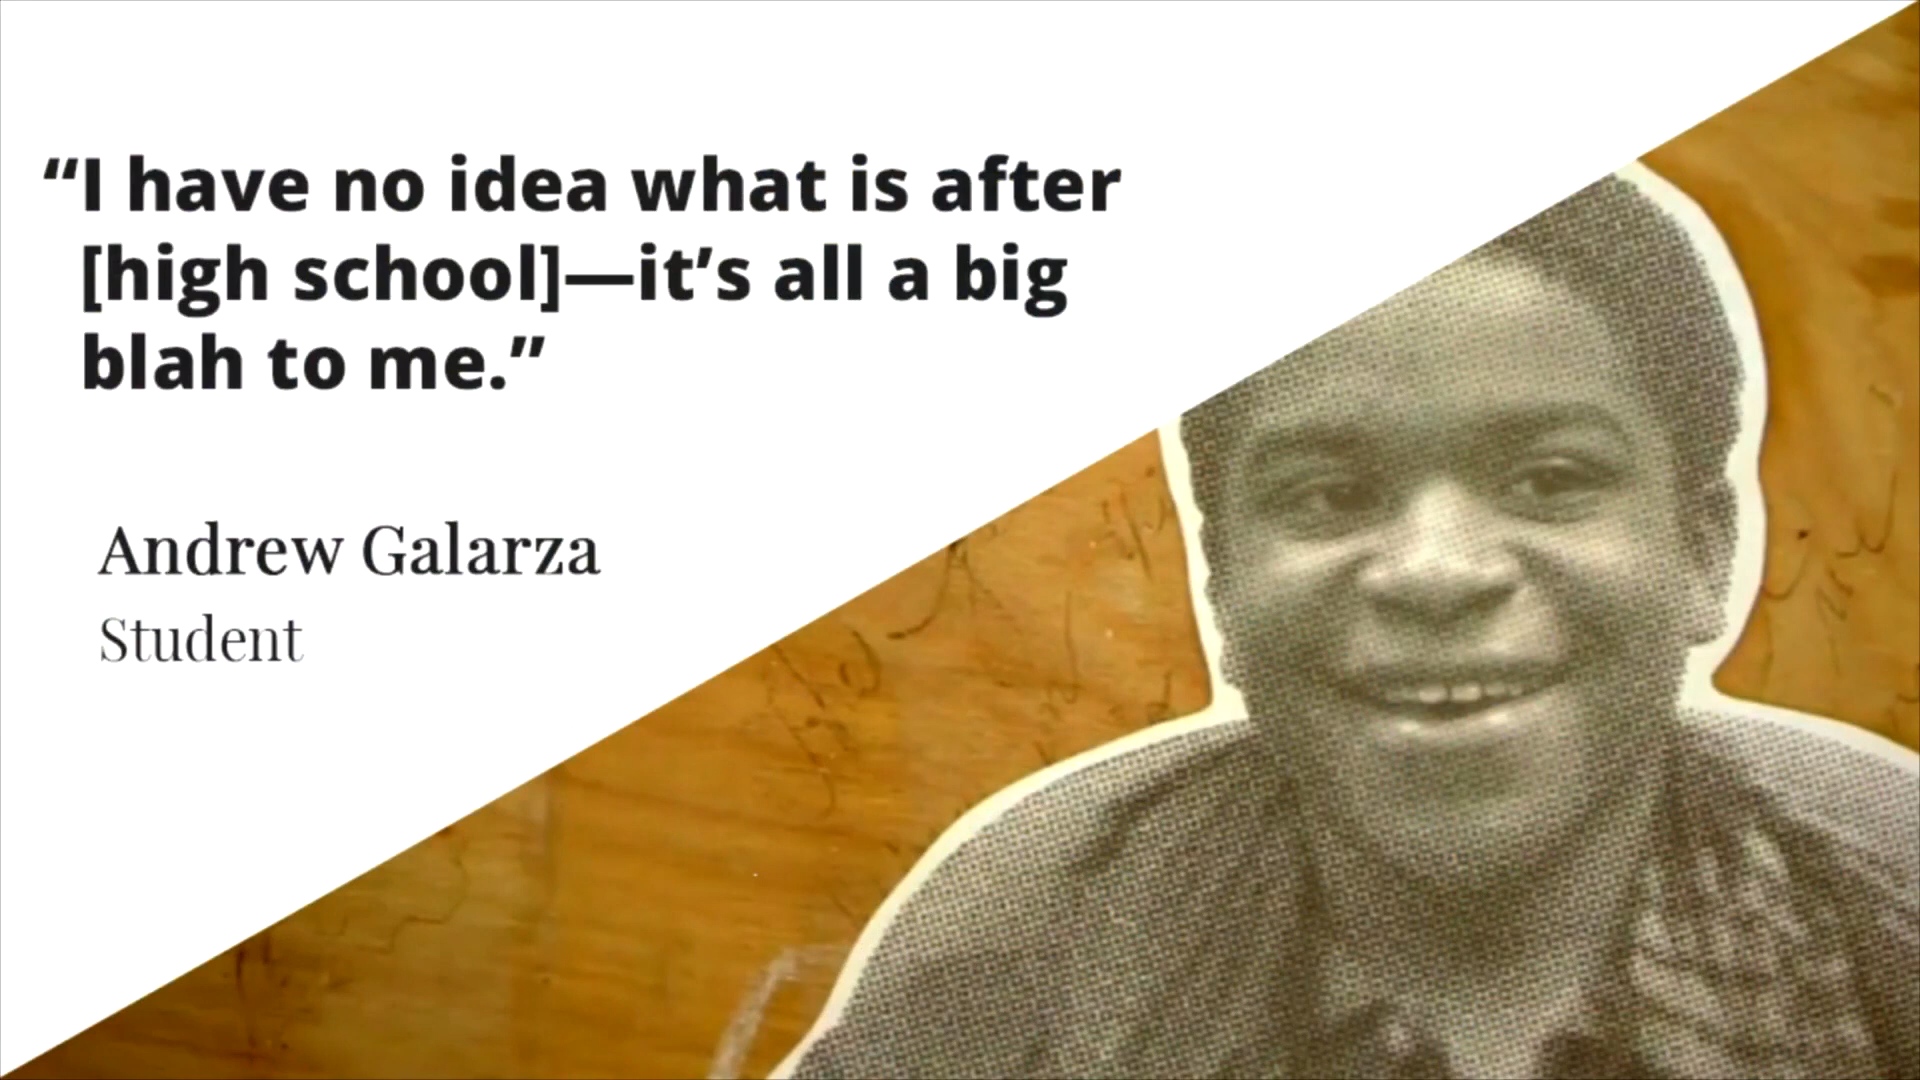 “I have no idea what is after
[high school]—it’s all a big
blah to me.”
Andrew Galarza
Student